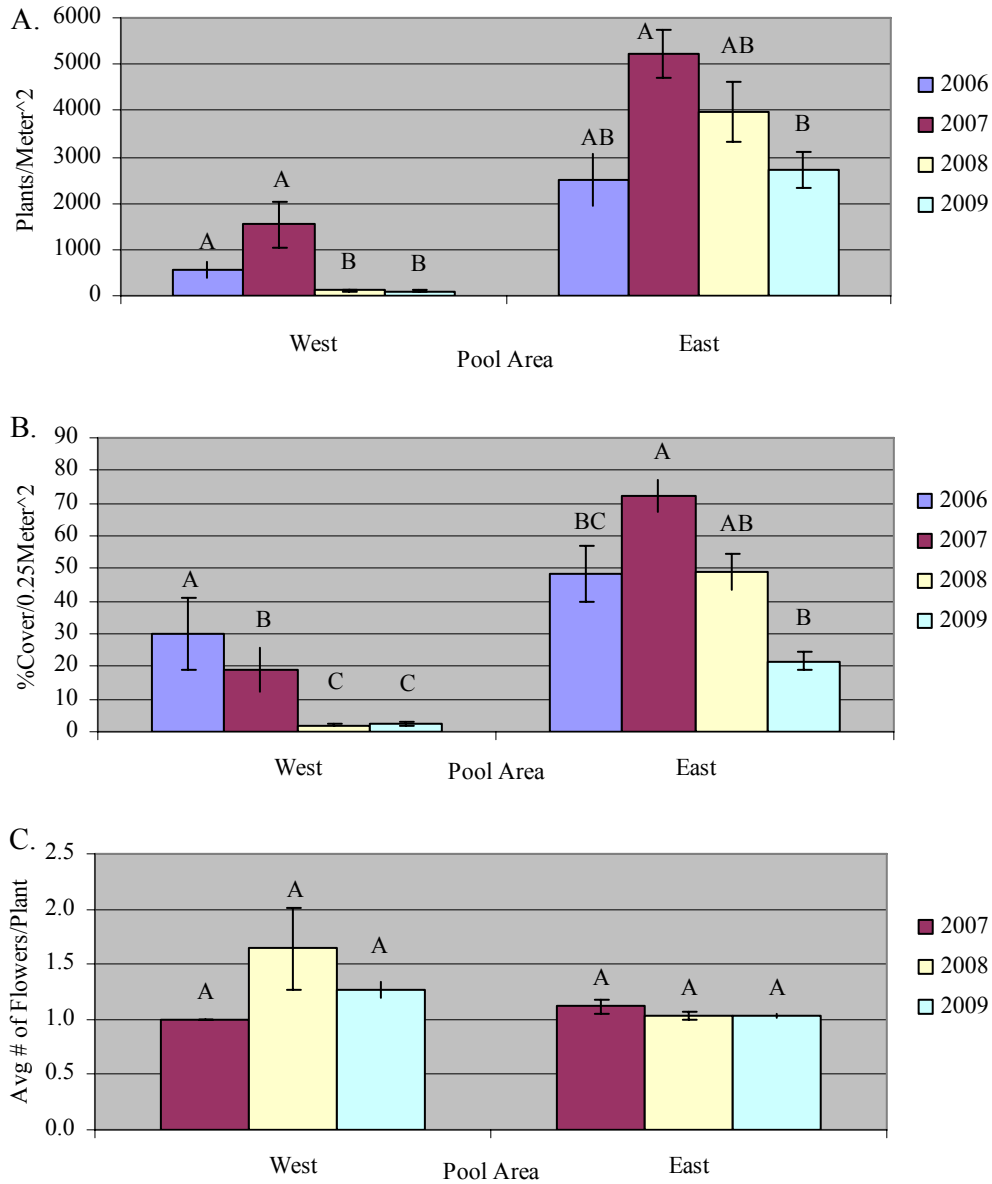 A.
Plants/Meter^2
6000
5000
4000
3000
2000
1000
0
A
A
B
B
AB
A
AB
B
West
Pool Area
East
2006
2007
2008
2009
B.
%Cover/0.25Meter^2
90
80
70
60
50
40
30
20
10
0
A
B
C
C
BC
A
AB
B
West
Pool Area
East
2006
2007
2008
2009
C.
Avg # of Flowers/Plant
2.5
2.0
1.5
1.0
0.5
0.0
A
A
A
A
A
A
West
Pool Area
East
2007
2008
2009